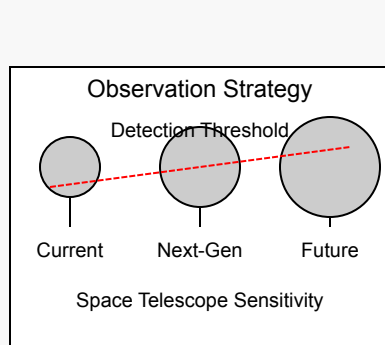 Observation Strategy
Detection Threshold
Current
Next-Gen
Future
Space Telescope Sensitivity